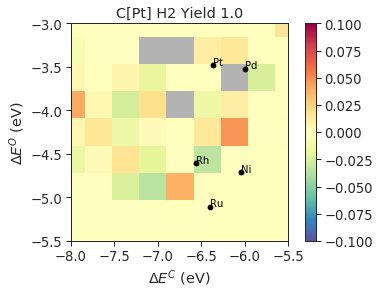 C[Pt] H2 Yield 1.0
−3.0
−3.5
−4.0
−4.5
−5.0
−5.5
ΔE^O (eV)
Pt
Pd
Rh
Ni
Ru
−8.0 −7.5 −7.0 −6.5 −6.0 −5.5
ΔE^C (eV)
0.100
0.075
0.050
0.025
0.000
−0.025
−0.050
−0.075
−0.100